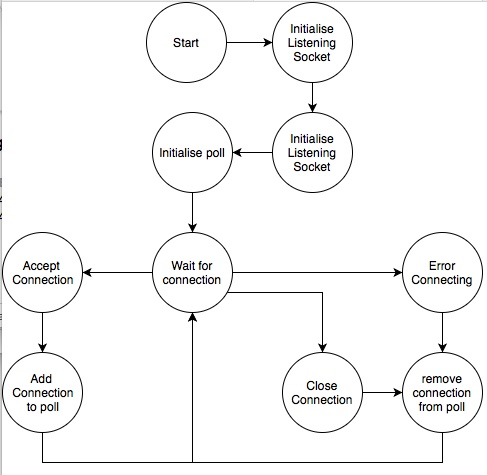 Start
Initialise
Listening
Socket
Initialise poll
Initialise
Listening
Socket
Accept
Connection
Wait for
connection
Error
Connecting
Add
Connection
to poll
Close
Connection
remove
connection
from poll